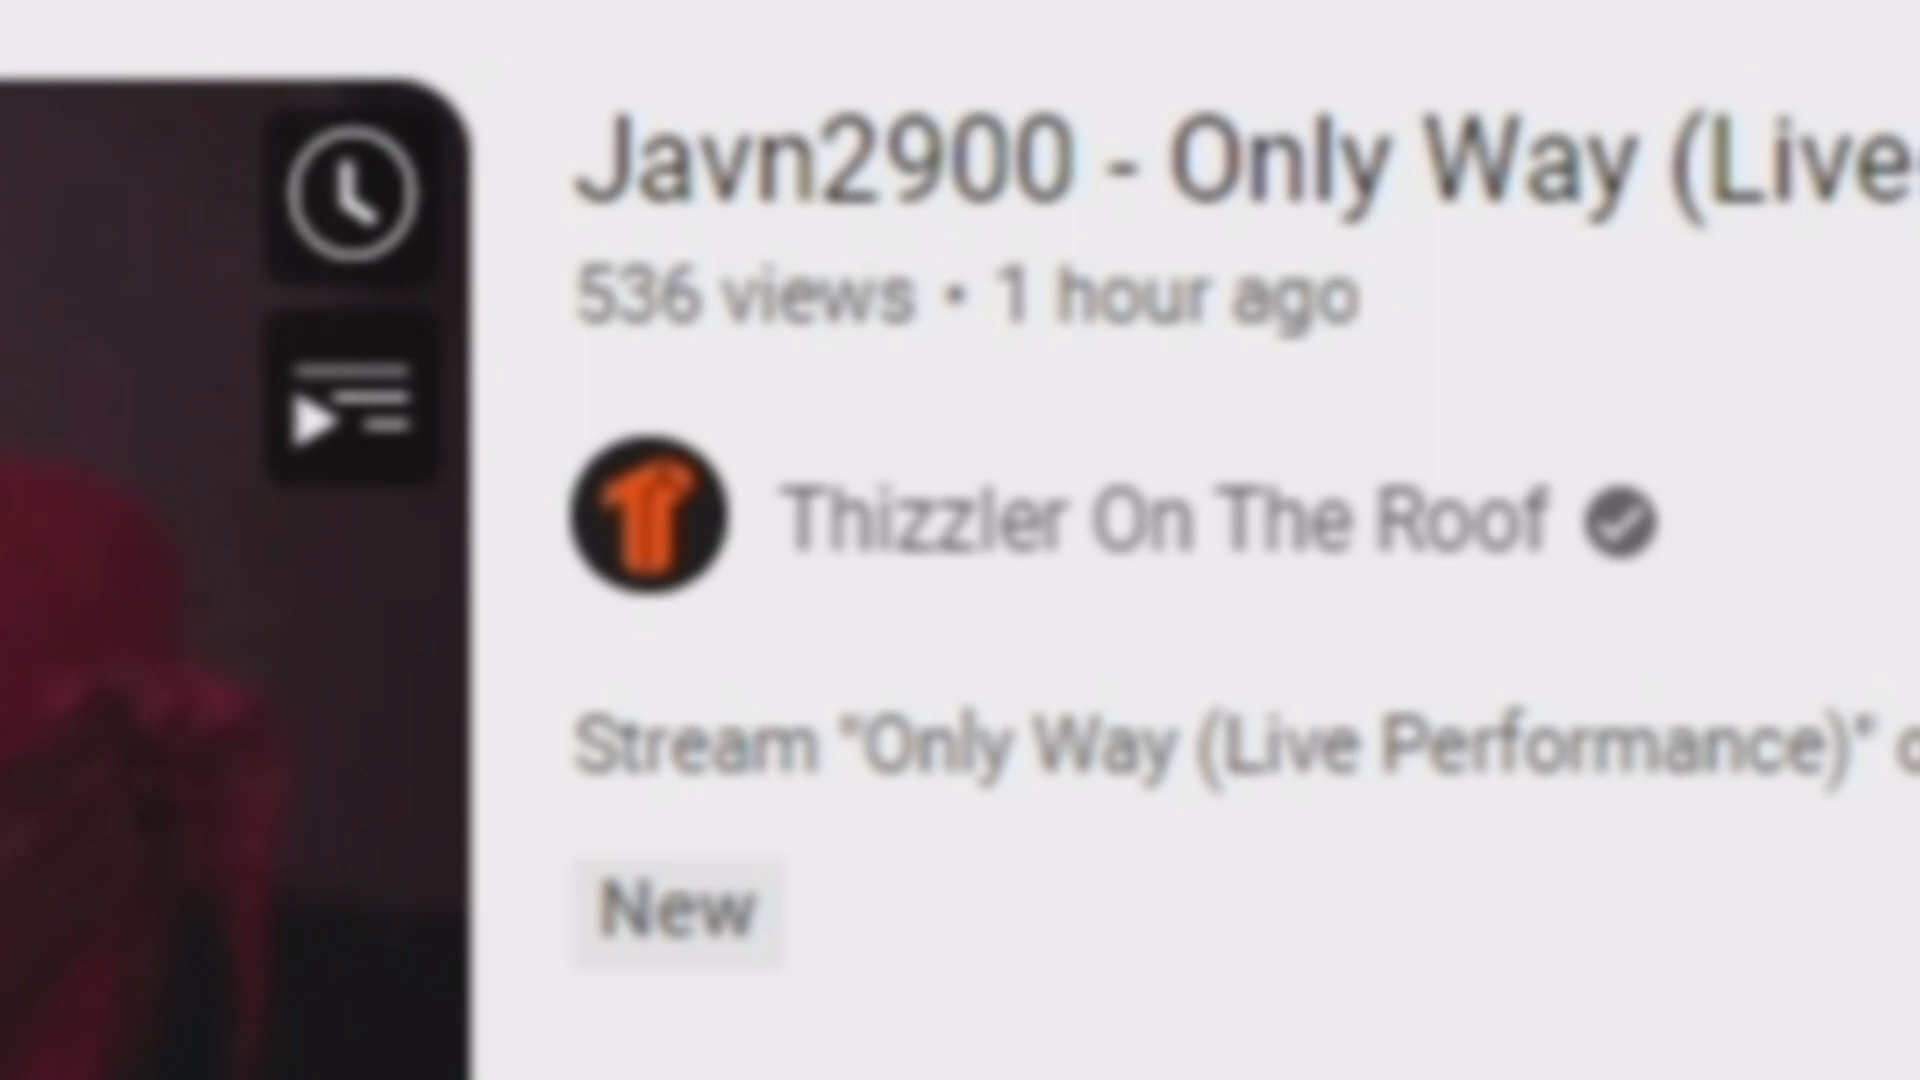 Javn2900 - Only Way (Live
536 views • 1 hour ago
Thizzler On The Roof
Stream "Only Way (Live Performance)"
New